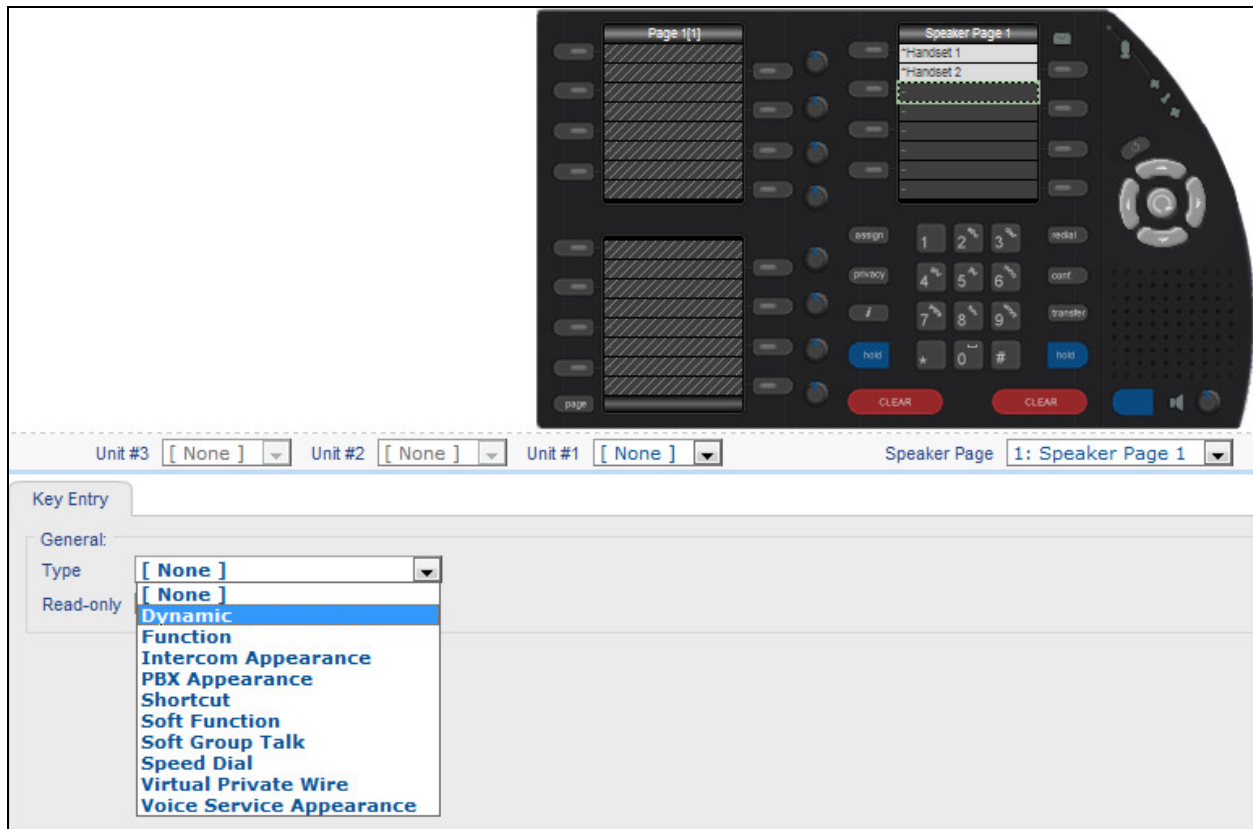 Page 1[1]
Speaker Page 1
*Handset 1
*Handset 2
-
-
-
-
-
-
assign
1
2
3
redial
privacy
4
5
6
conf.
i
7
8
9
transfer
hold
*
0
#
hold
page
CLEAR
CLEAR
Unit #3 [ None ] Unit #2 [ None ] Unit #1 [ None ] Speaker Page 1: Speaker Page 1
Key Entry
General:
Type [ None ]
Read-only
[ None ]
Dynamic
Function
Intercom Appearance
PBX Appearance
Shortcut
Soft Function
Soft Group Talk
Speed Dial
Virtual Private Wire
Voice Service Appearance